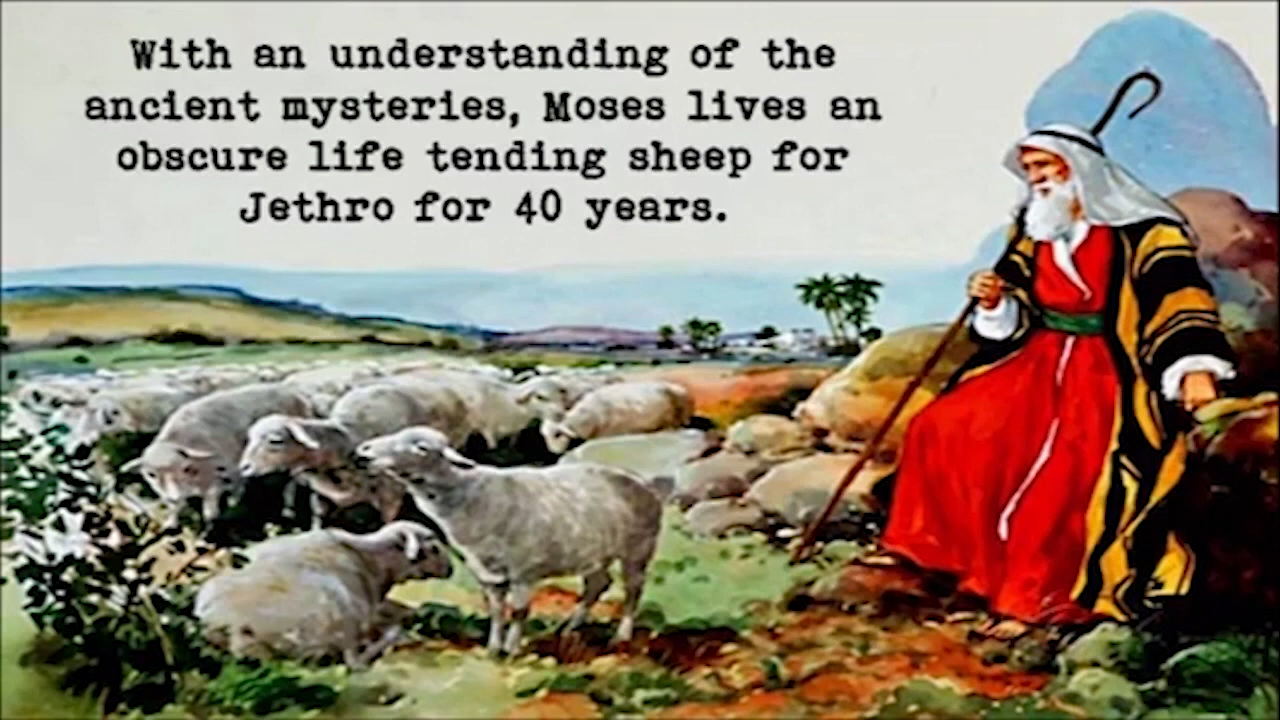 With an understanding of the
ancient mysteries, Moses lives an
obscure life tending sheep for
Jethro for 40 years.